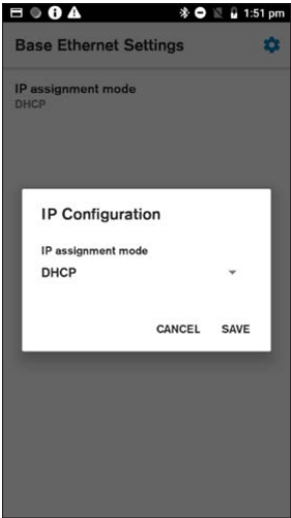 1:51 pm
Base Ethernet Settings
IP assignment mode
DHCP
IP Configuration
IP assignment mode
DHCP
CANCEL SAVE